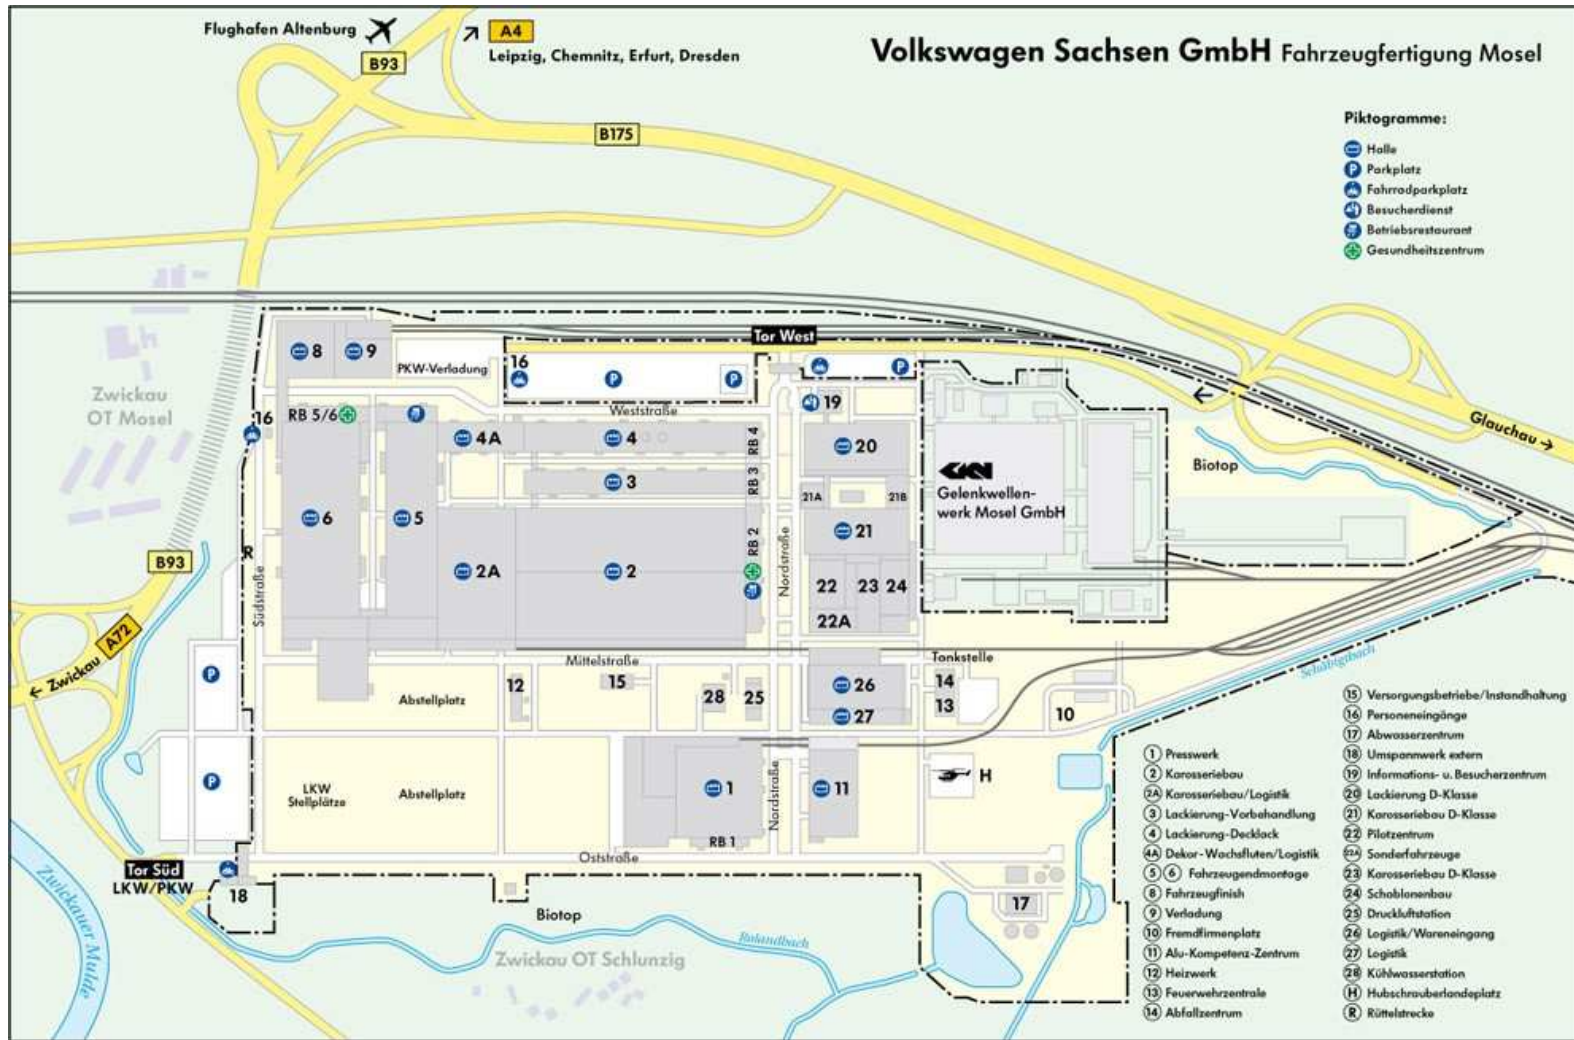 Flughafen Altenburg
B93
A4
Leipzig, Chemnitz, Erfurt, Dresden
Volkswagen Sachsen GmbH Fahrzeugfertigung Mosel
B175
Piktogramme:
Halle
P Parkplatz
Fahrradparkplatz
Besucherdienst
Betriebsrestaurant
Gesundheitszentrum
Tor West
8
9
PKW-Verladung
16
P
P
P
Zwickau
OT Mosel
16
RB 5/6
Weststraße
19
4A
4
RB 4
20
Glauchau →
Biotop
3
RB 3
21A
21B
GKN
Gelenkwellen-
werk Mosel GmbH
6
5
RB 2
21
R
B93
2A
2
Nordstraße
22
23
24
22A
Südstraße
A72
← Zwickau
P
Mittelstraße
Tankstelle
Schäbigtbach
Abstellplatz
12
15
28
25
26
27
14
13
10
P
LKW
Stellplätze
Abstellplatz
1
Nordstraße
11
H
RB 1
Oststraße
Tor Süd
LKW/PKW
18
17
Biotop
Rolandbach
Zwickau OT Schlunzig
Zwickauer Mulde
1 Presswerk
2 Karosseriebau
2A Karosseriebau/Logistik
3 Lackierung-Vorbehandlung
4 Lackierung-Decklack
4A Dekor-Wachsfluten/Logistik
5 6 Fahrzeugendmontage
8 Fahrzeugfinish
9 Verladung
10 Fremdfirmenplatz
11 Alu-Kompetenz-Zentrum
12 Heizwerk
13 Feuerwehrzentrale
14 Abfallzentrum
15 Versorgungsbetriebe/Instandhaltung
16 Personeneingänge
17 Abwasserzentrum
18 Umspannwerk extern
19 Informations- u. Besucherzentrum
20 Lackierung D-Klasse
21 Karosseriebau D-Klasse
22 Pilotzentrum
22A Sonderfahrzeuge
23 Karosseriebau D-Klasse
24 Schablonenbau
25 Druckluftstation
26 Logistik/Wareneingang
27 Logistik
28 Kühlwasserstation
H Hubschrauberlandeplatz
R Rüttelstrecke